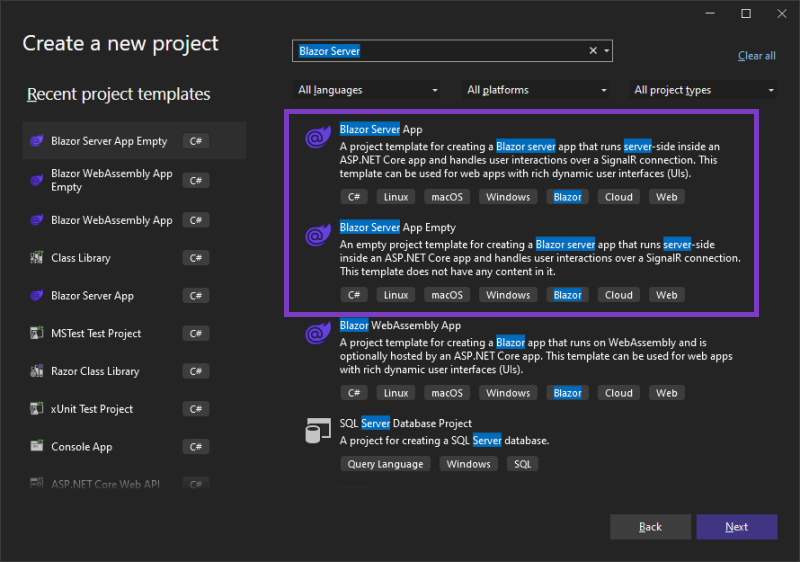 Create a new project
Recent project templates
Blazor Server App Empty C#
Blazor WebAssembly App
Empty C#
Blazor WebAssembly App C#
Class Library C#
Blazor Server App C#
MSTest Test Project C#
Razor Class Library C#
xUnit Test Project C#
Console App C#
ASP.NET Core Web API C#
Blazor Server
Clear all
All languages All platforms All project types
Blazor Server App
A project template for creating a Blazor server app that runs server-side inside an
ASP.NET Core app and handles user interactions over a SignalR connection. This
template can be used for web apps with rich dynamic user interfaces (UIs).
C# Linux macOS Windows Blazor Cloud Web
Blazor Server App Empty
An empty project template for creating a Blazor server app that runs server-side
inside an ASP.NET Core app and handles user interactions over a SignalR connection.
This template does not have any content in it.
C# Linux macOS Windows Blazor Cloud Web
Blazor WebAssembly App
A project template for creating a Blazor app that runs on WebAssembly and is
optionally hosted by an ASP.NET Core app. This template can be used for web apps
with rich dynamic user interfaces (UIs).
C# Linux macOS Windows Blazor Cloud Web
SQL Server Database Project
A project for creating a SQL Server database.
Query Language Windows SQL
Back Next